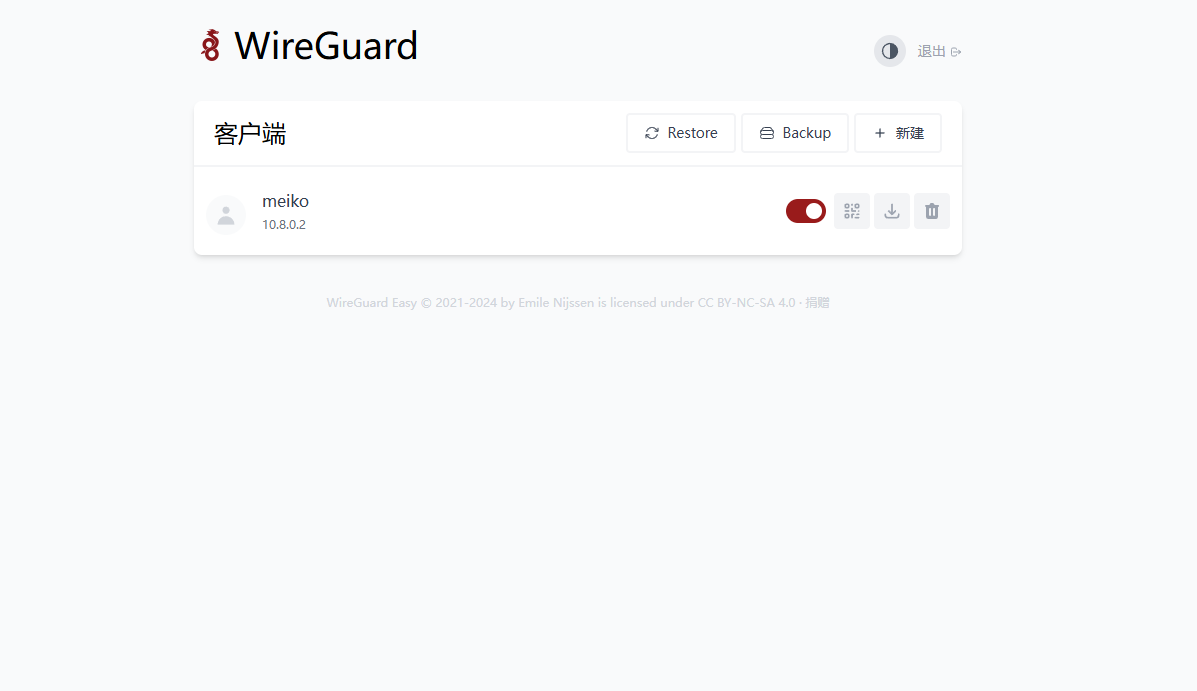 WireGuard
退出
客户端
Restore
Backup
新建
meiko
10.8.0.2
WireGuard Easy © 2021-2024 by Emile Nijssen is licensed under CC BY-NC-SA 4.0 · 捐赠